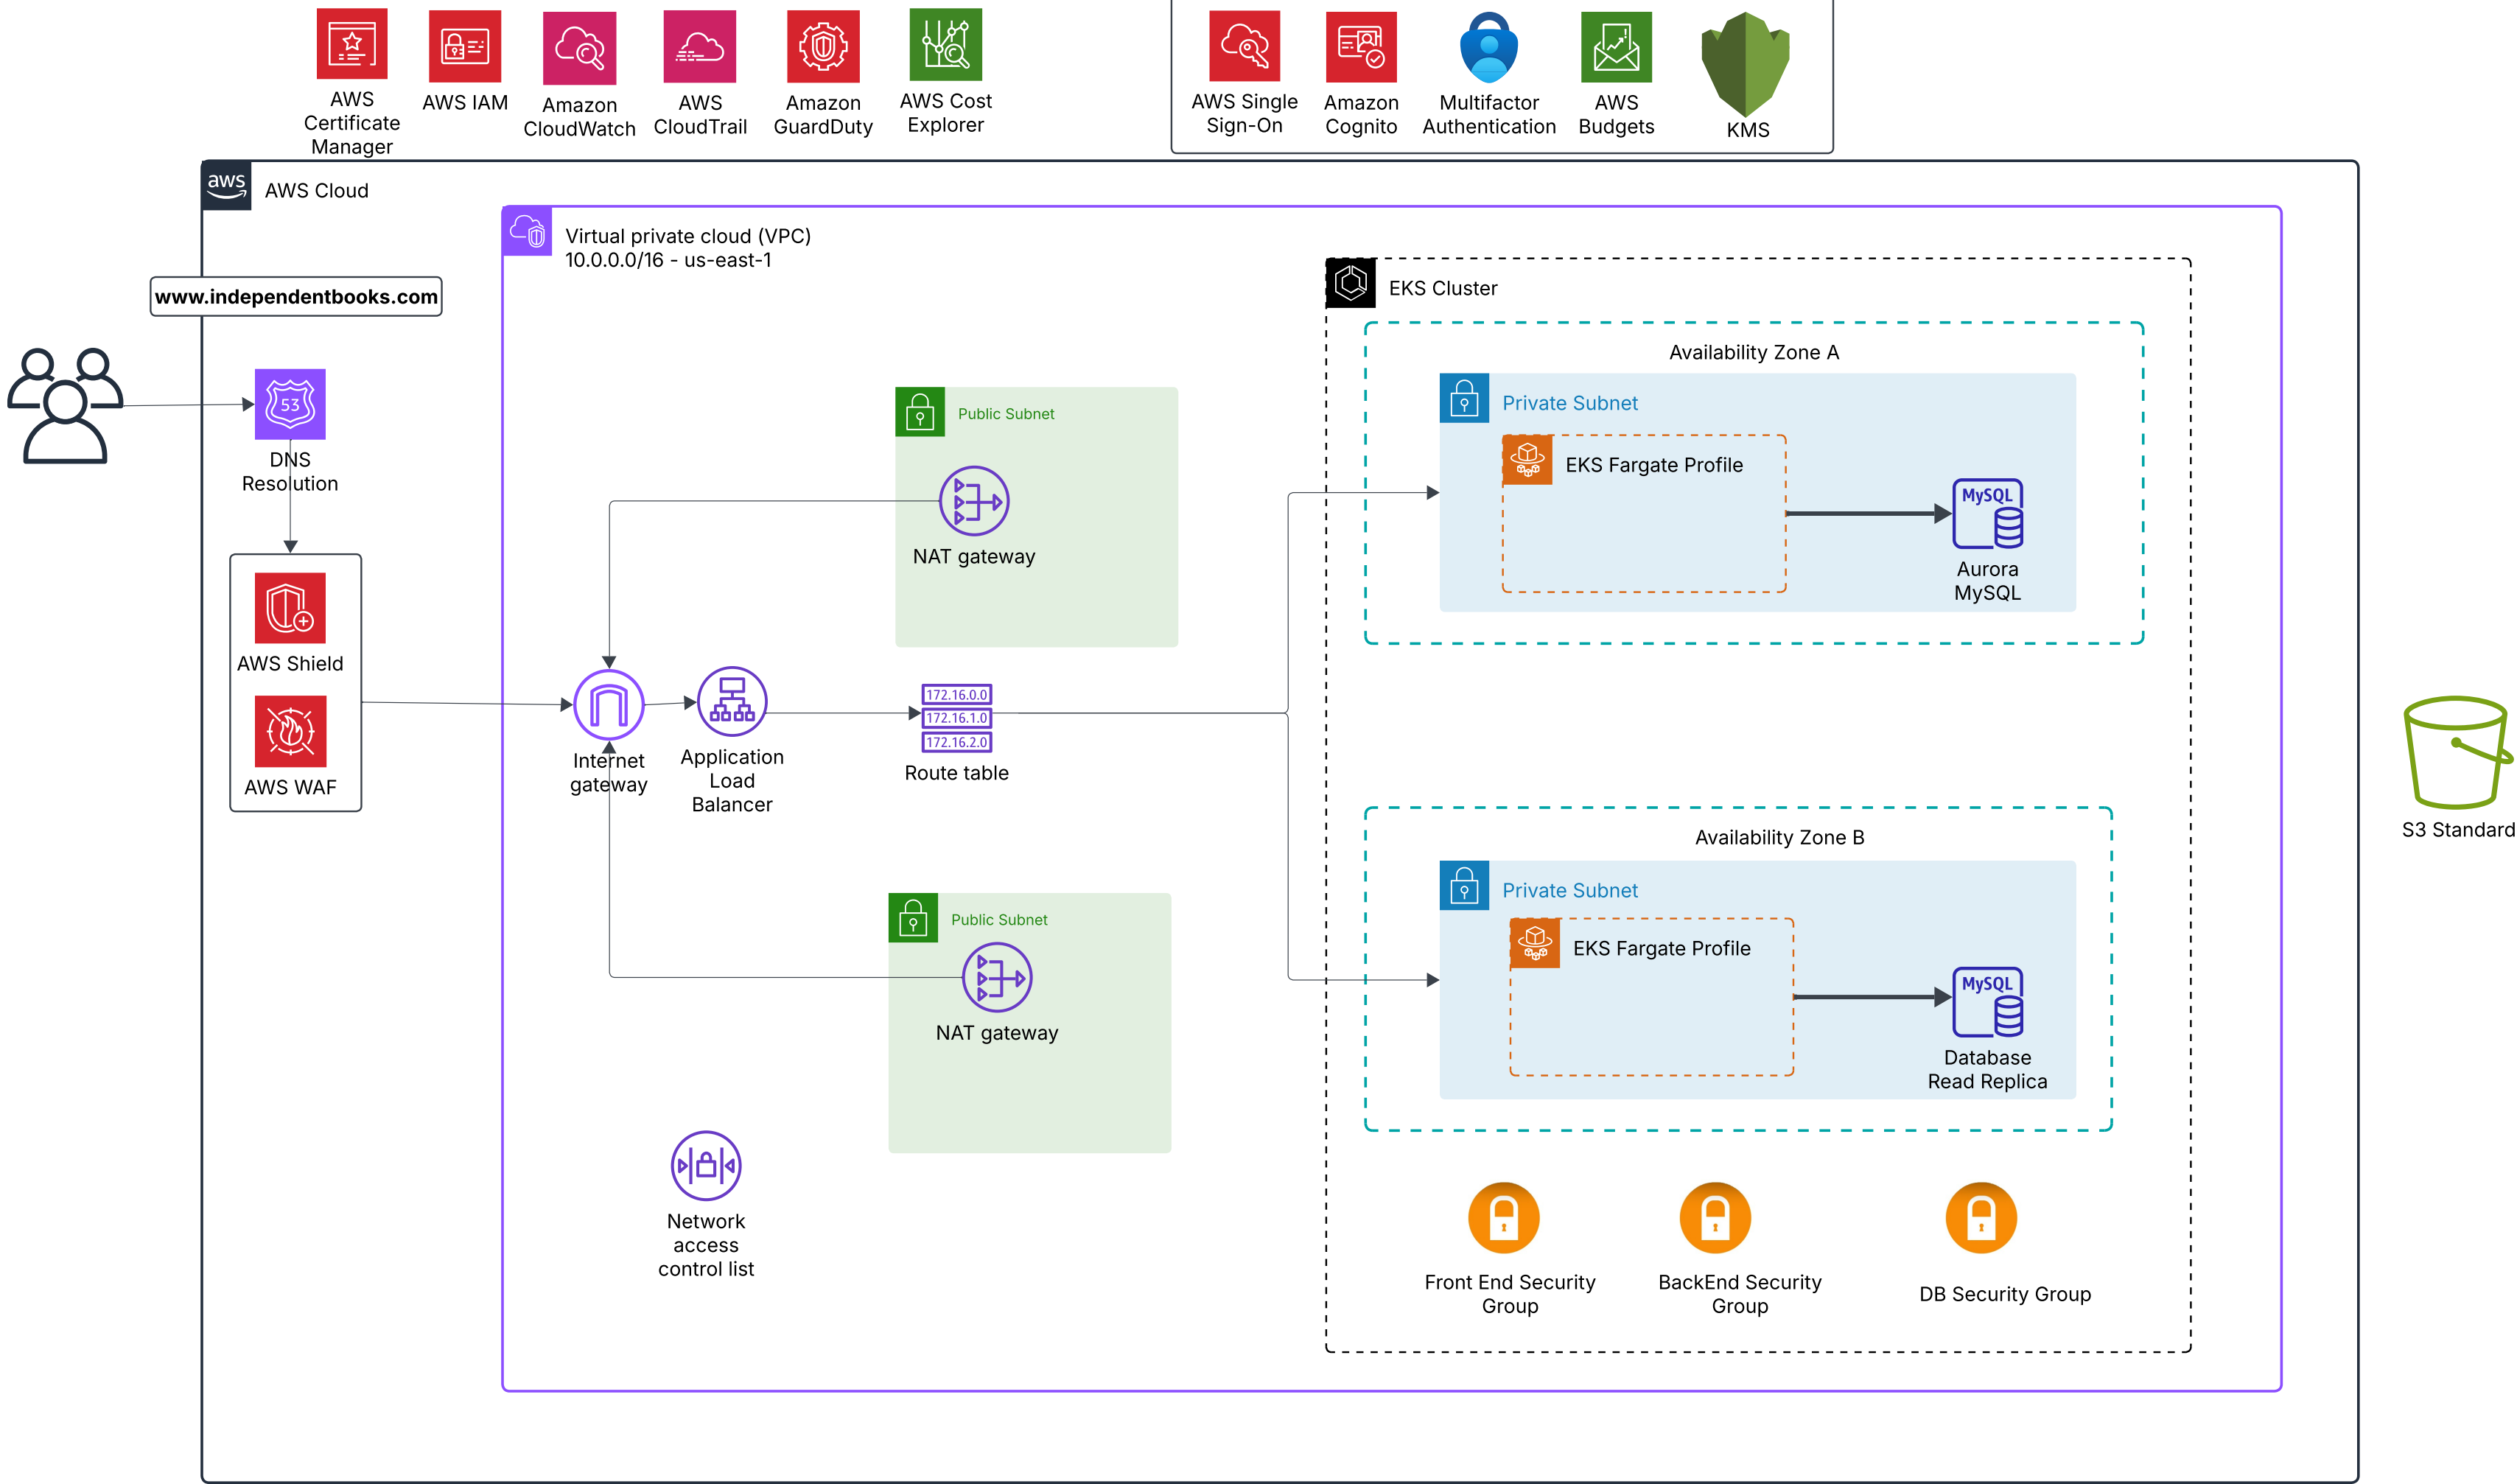 AWS
Certificate
Manager
AWS IAM
Amazon
CloudWatch
AWS
CloudTrail
Amazon
GuardDuty
AWS Cost
Explorer
AWS Single
Sign-On
Amazon
Cognito
Multifactor
Authentication
AWS
Budgets
KMS
aws
AWS Cloud
Virtual private cloud (VPC)
10.0.0.0/16 - us-east-1
www.independentbooks.com
EKS Cluster
Availability Zone A
Private Subnet
EKS Fargate Profile
MySQL
Aurora
MySQL
Public Subnet
NAT gateway
53
DNS
Resolution
AWS Shield
AWS WAF
Internet
gateway
Application
Load
Balancer
172.16.0.0
172.16.1.0
172.16.2.0
Route table
S3 Standard
Availability Zone B
Private Subnet
EKS Fargate Profile
MySQL
Database
Read Replica
Public Subnet
NAT gateway
Network
access
control list
Front End Security
Group
BackEnd Security
Group
DB Security Group